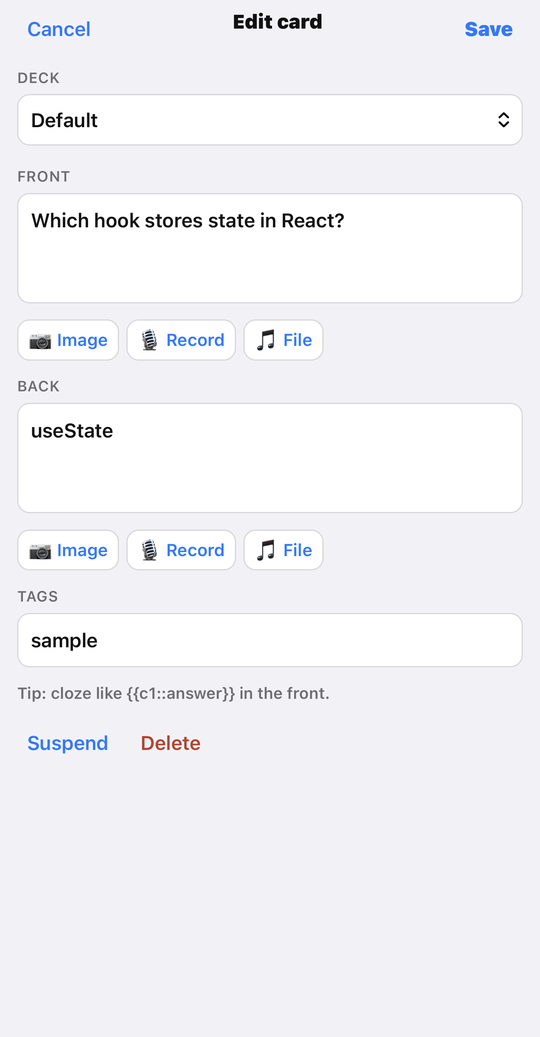 Cancel Edit card Save
DECK
Default
FRONT
Which hook stores state in React?
Image Record File
BACK
useState
Image Record File
TAGS
sample
Tip: cloze like {{c1::answer}} in the front.
Suspend Delete